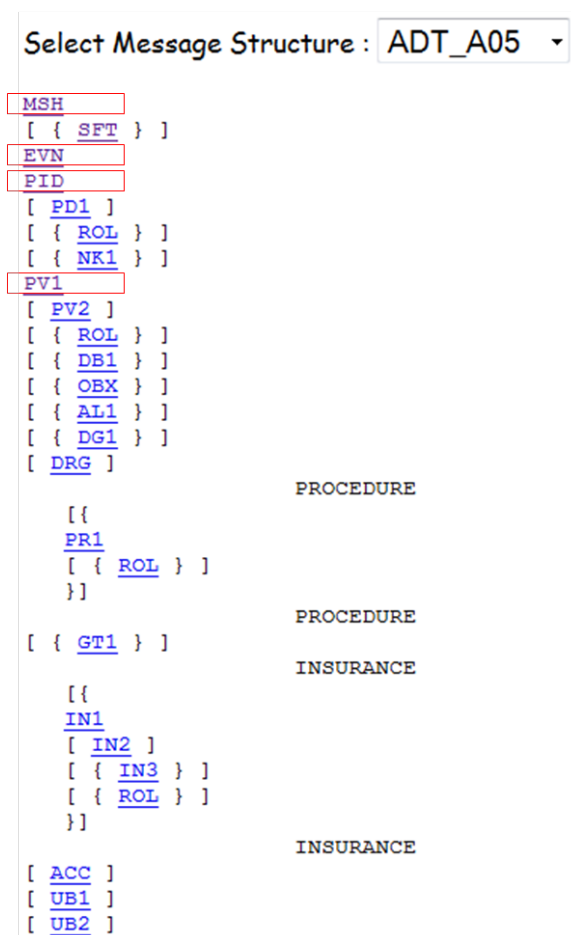 Select Message Structure : ADT_A05
MSH
[ { SFT } ]
EVN
PID
[ PD1 ]
[ { ROL } ]
[ { NK1 } ]
PV1
[ PV2 ]
[ { ROL } ]
[ { DB1 } ]
[ { OBX } ]
[ { AL1 } ]
[ { DG1 } ]
[ DRG ]
PROCEDURE
[{
PR1
[ { ROL } ]
}]
PROCEDURE
[ { GT1 } ]
INSURANCE
[{
IN1
[ IN2 ]
[ { IN3 } ]
[ { ROL } ]
}]
INSURANCE
[ ACC ]
[ UB1 ]
[ UB2 ]